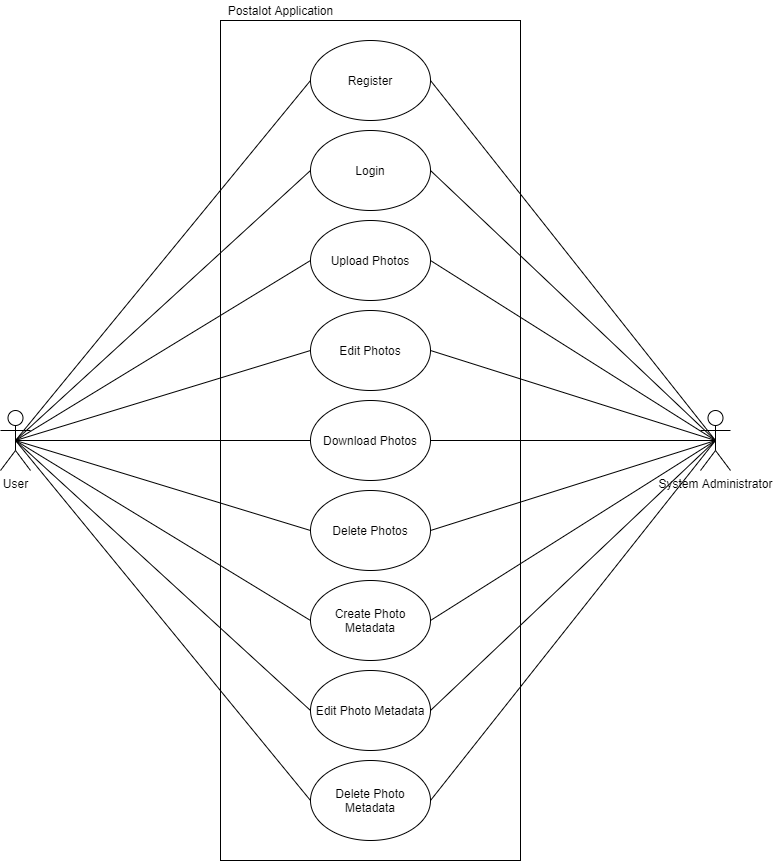 Postalot Application
Register
Login
Upload Photos
Edit Photos
Download Photos
User
System Administrator
Delete Photos
Create Photo
Metadata
Edit Photo Metadata
Delete Photo
Metadata